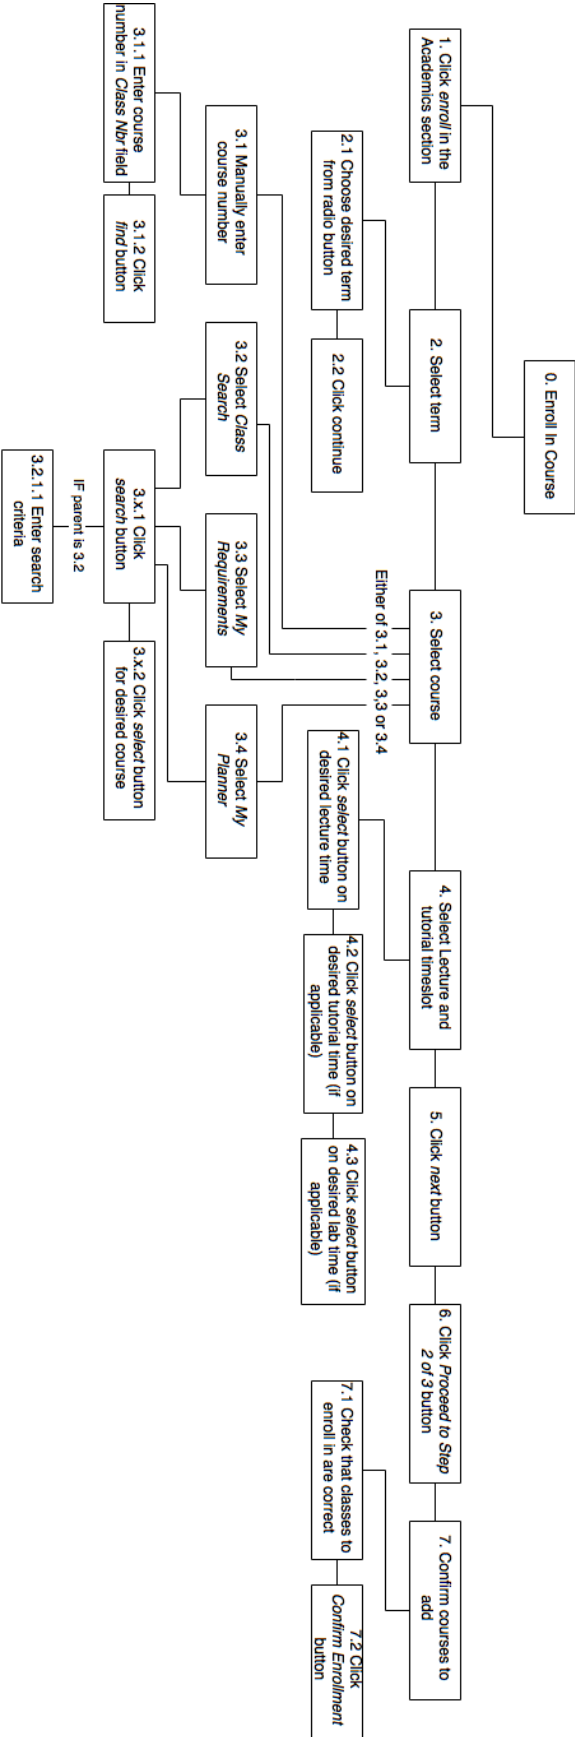 0. Enroll In Course
1. Click enroll in the
Academics section
2. Select term
3. Select course
4. Select Lecture and
tutorial timeslot
5. Click next button
6. Click Proceed to Step
2 of 3 button
7. Confirm courses to
add
2.1 Choose desired term
from radio button
2.2 Click continue
Either of 3.1, 3.2, 3,3 or 3.4
4.1 Click select button on
desired lecture time
4.2 Click select button on
desired tutorial time (if
applicable)
4.3 Click select button
on desired lab time (if
applicable)
7.1 Check that classes to
enroll in are correct
7.2 Click
Confirm Enrollment
button
3.1 Manually enter
course number
3.2 Select Class
Search
3.3 Select My
Requirements
3.4 Select My
Planner
3.1.1 Enter course
number in Class Nbr field
3.1.2 Click
find button
3.x.1 Click
search button
3.x.2 Click select button
for desired course
IF parent is 3.2
3.2.1.1 Enter search
criteria